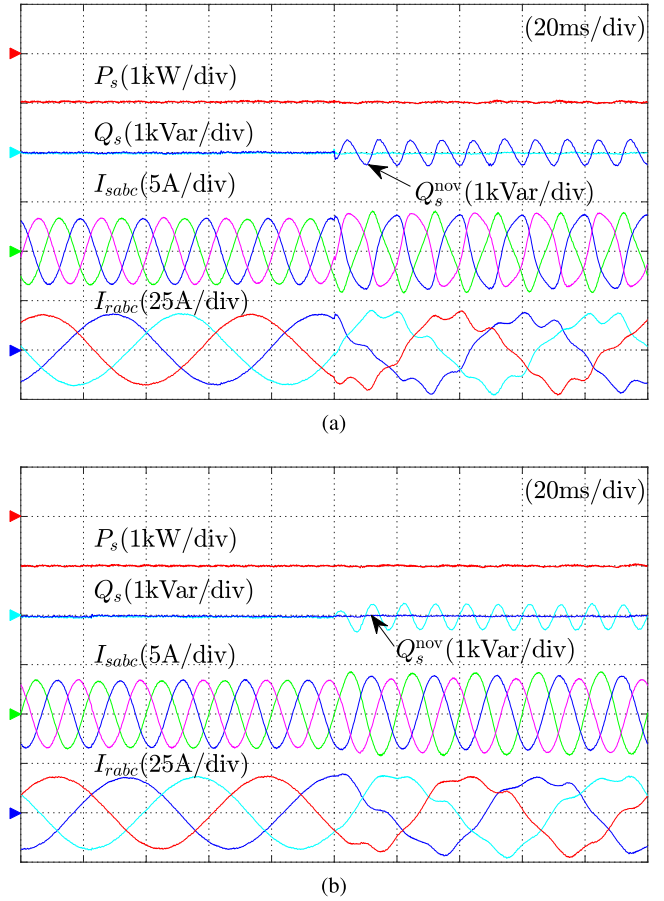 (20ms/div)
P_s(1kW/div)
Q_s(1kVar/div)
Q_s^nov(1kVar/div)
I_sabc(5A/div)
I_rabc(25A/div)
(a)
(20ms/div)
P_s(1kW/div)
Q_s(1kVar/div)
Q_s^nov(1kVar/div)
I_sabc(5A/div)
I_rabc(25A/div)
(b)